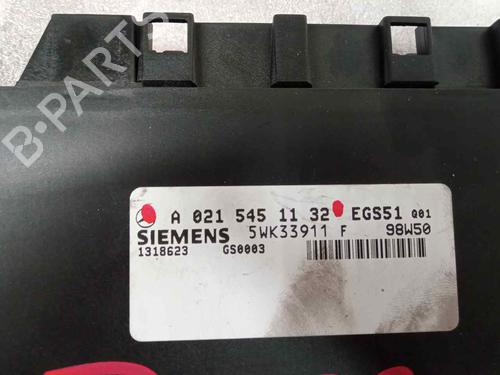 B-PARTS
A 021 545 11 32 EGS51 Q01
SIEMENS 5WK33911 F 98W50
1318623 GS0003